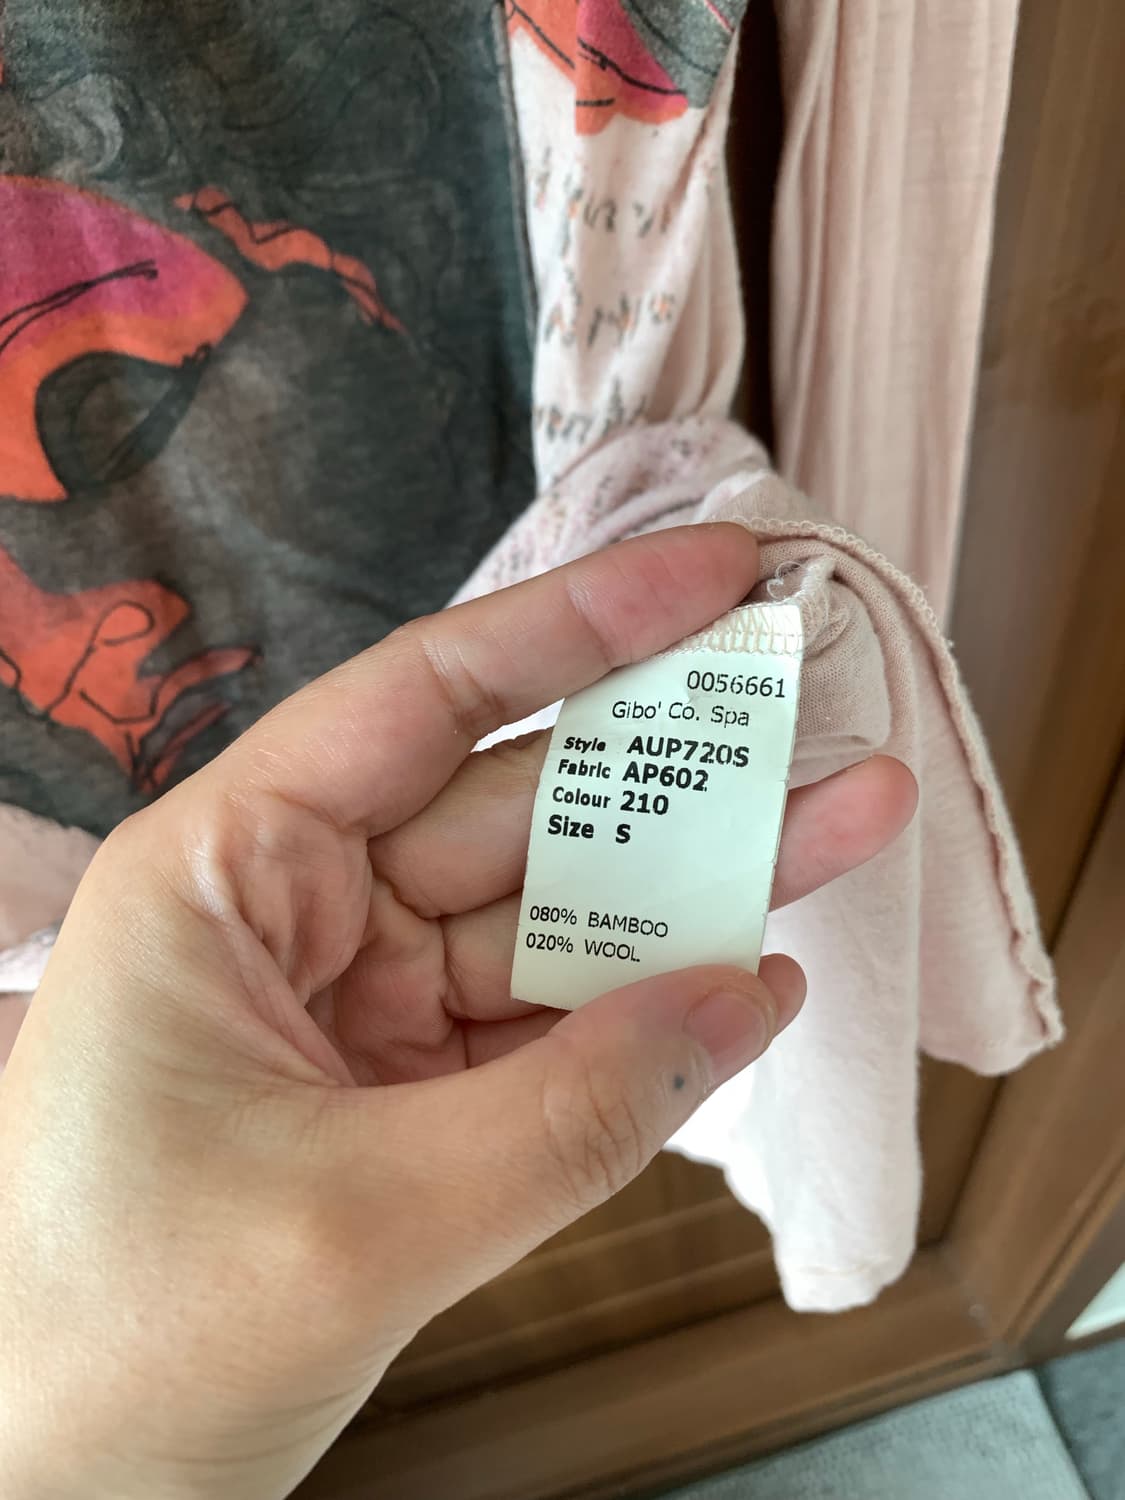 0056661
Gibo' Co. Spa
Style AUP720S
Fabric AP602
Colour 210
Size S
080% BAMBOO
020% WOOL